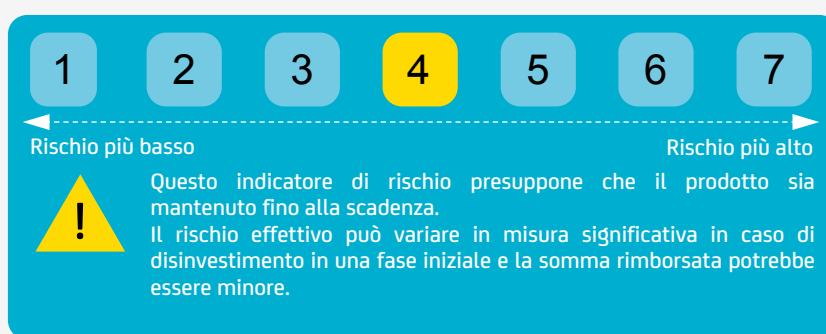 1 2 3 4 5 6 7
Rischio più basso Rischio più alto
!
Questo indicatore di rischio presuppone che il prodotto sia
mantenuto fino alla scadenza.
Il rischio effettivo può variare in misura significativa in caso di
disinvestimento in una fase iniziale e la somma rimborsata potrebbe
essere minore.